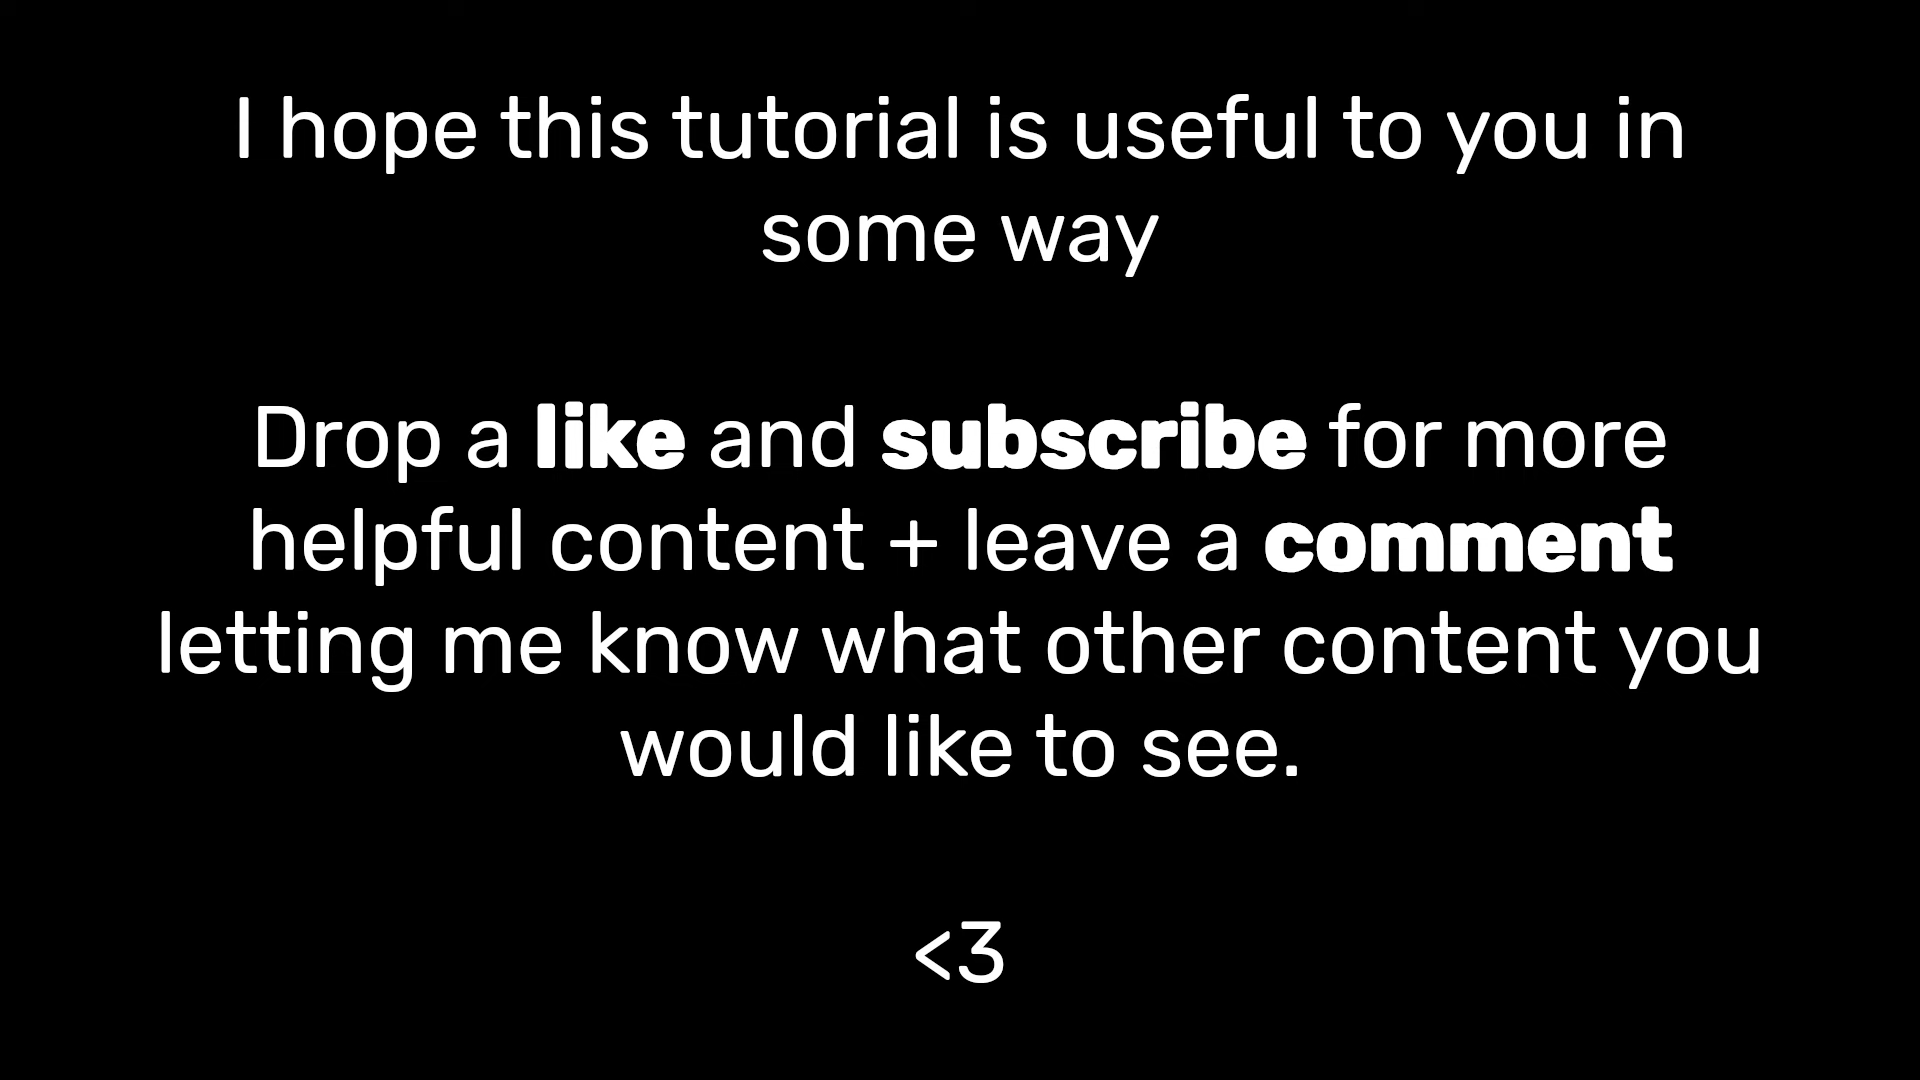 I hope this tutorial is useful to you in
some way
Drop a like and subscribe for more
helpful content + leave a comment
letting me know what other content you
would like to see.
<3